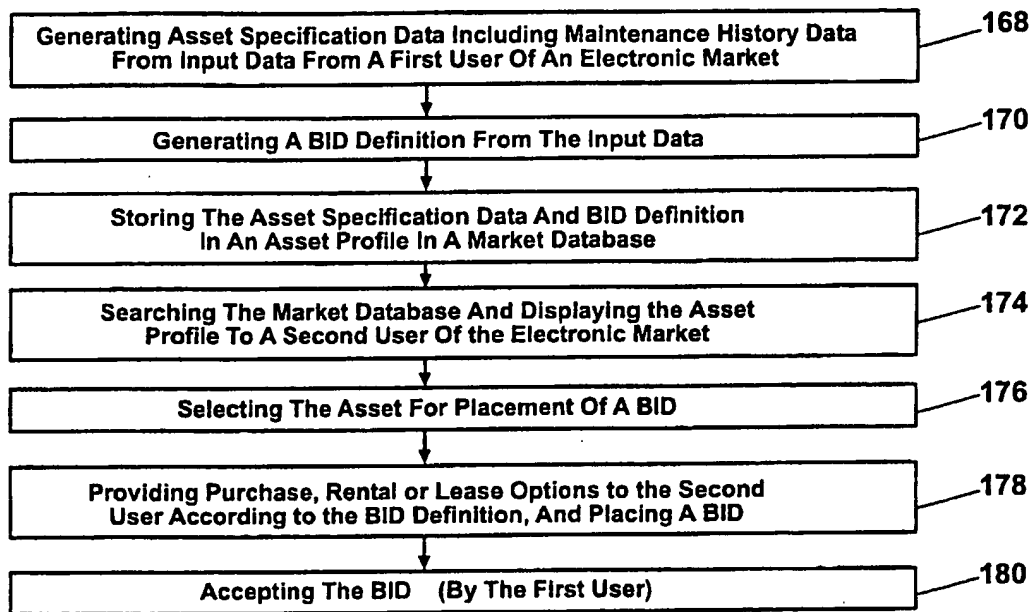 Generating Asset Specification Data Including Maintenance History Data
From Input Data From A First User Of An Electronic Market
168
Generating A BID Definition From The Input Data
170
Storing The Asset Specification Data And BID Definition
In An Asset Profile In A Market Database
172
Searching The Market Database And Displaying the Asset
Profile To A Second User Of the Electronic Market
174
Selecting The Asset For Placement Of A BID
176
Providing Purchase, Rental or Lease Options to the Second
User According to the BID Definition, And Placing A BID
178
Accepting The BID (By The First User)
180